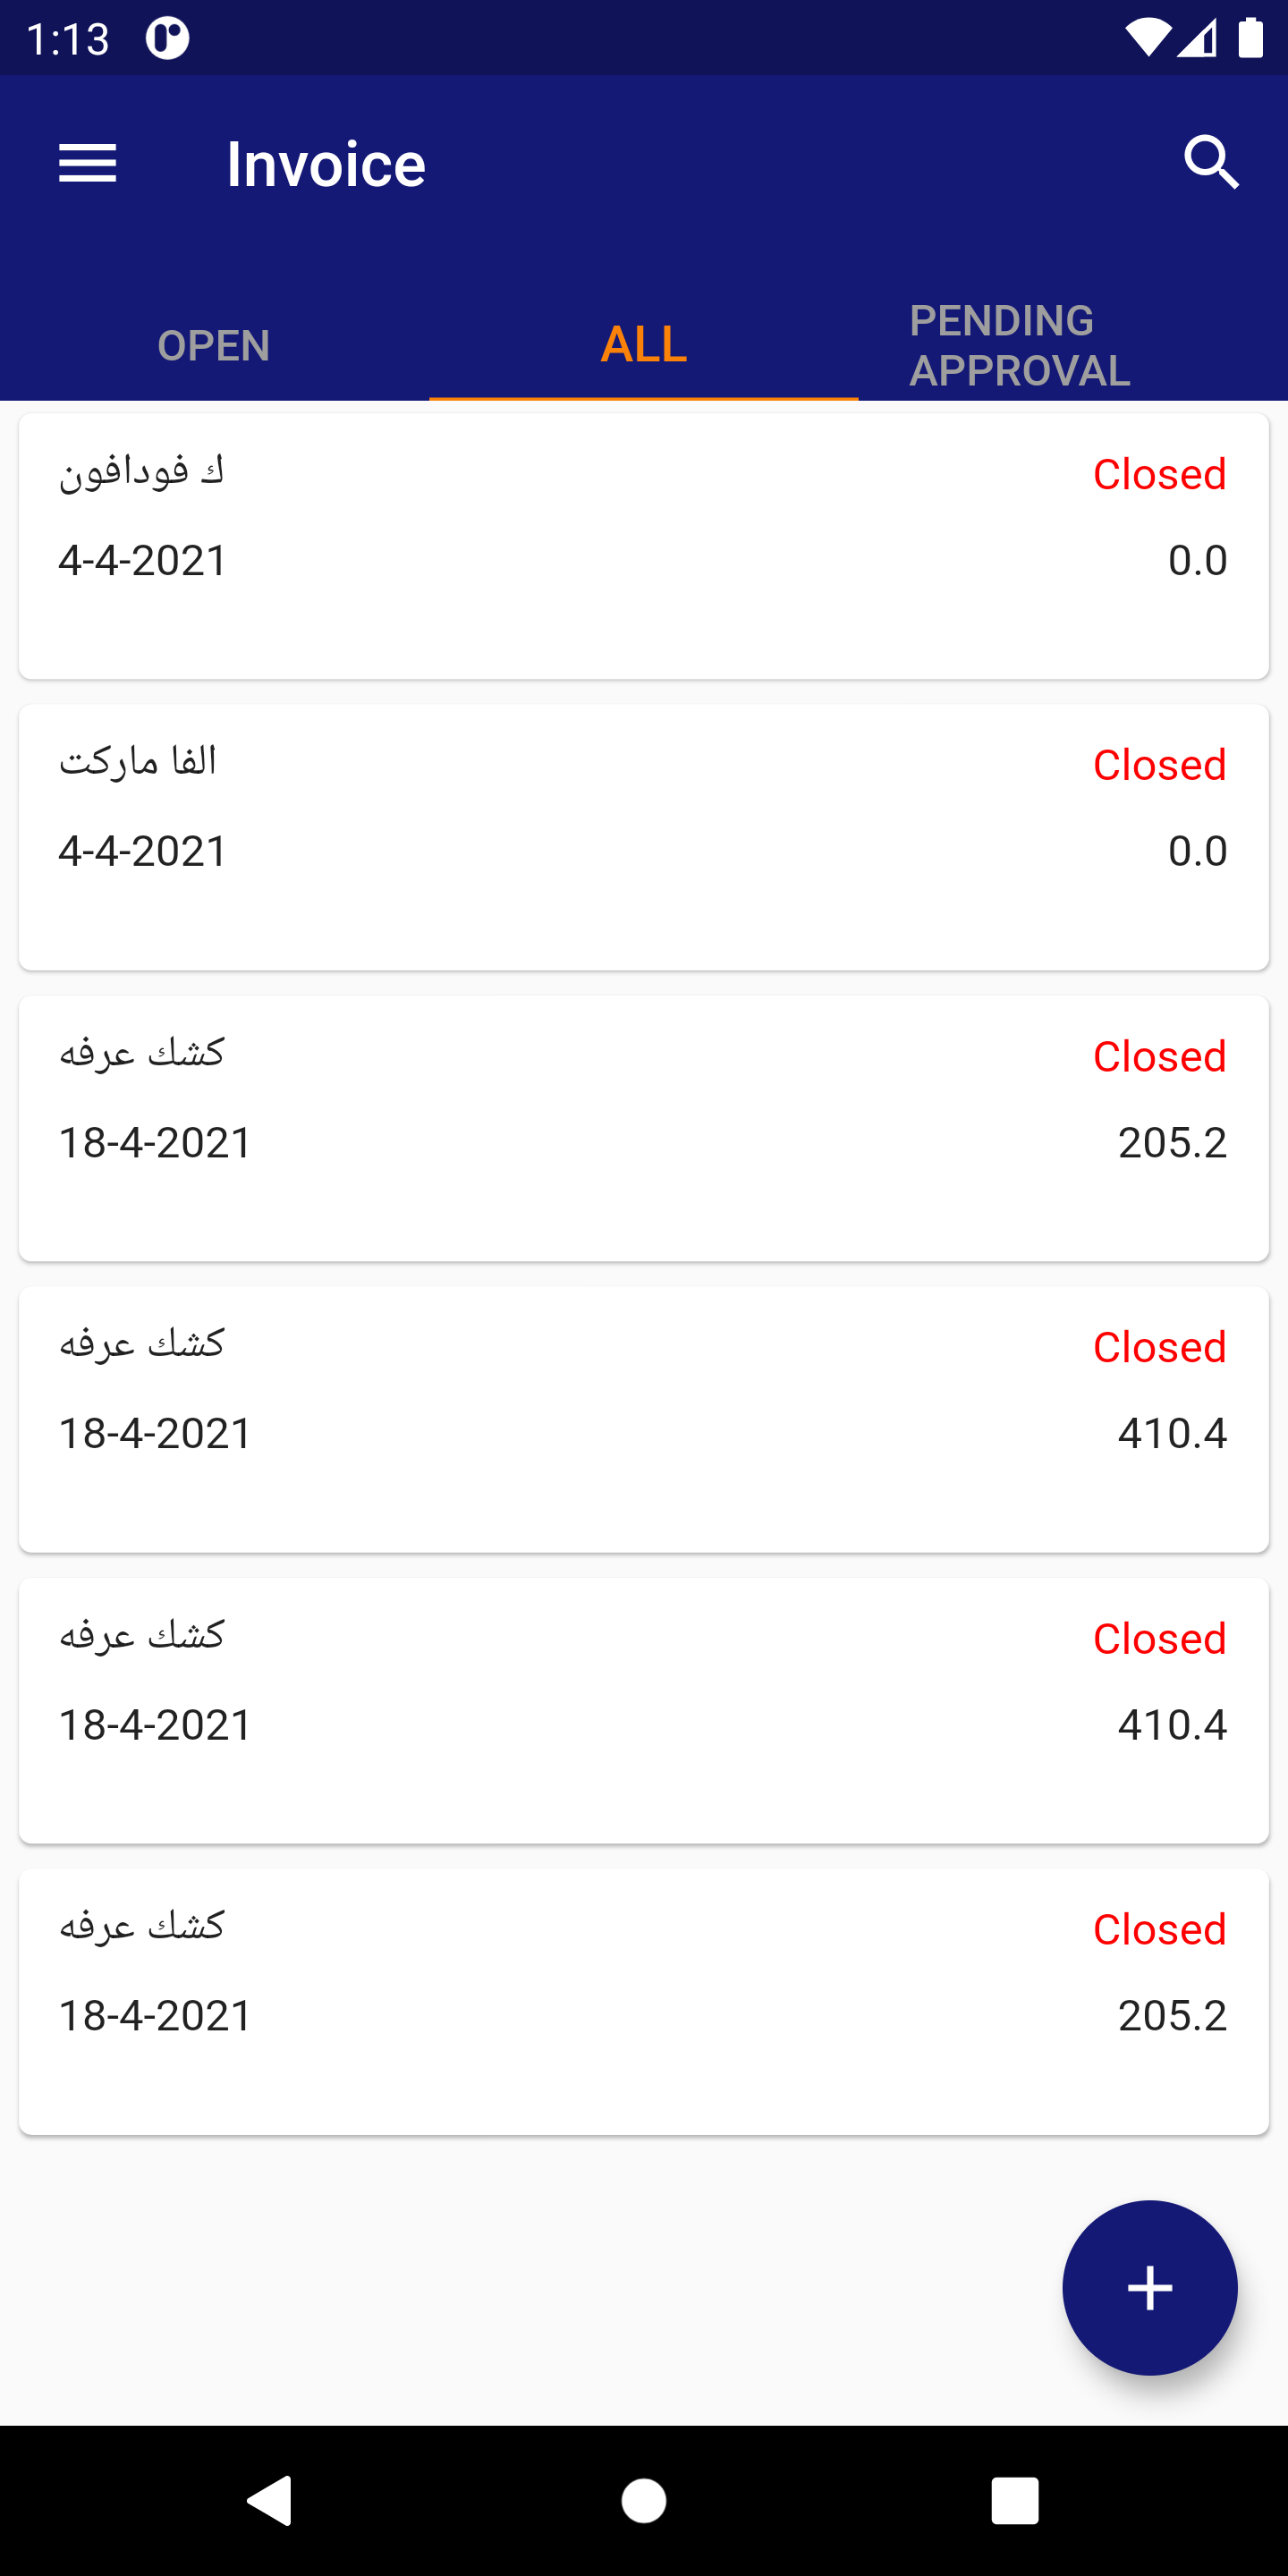 1:13
Invoice
OPEN
ALL
PENDING
APPROVAL
ك فودافون
Closed
4-4-2021
0.0
الفا ماركت
Closed
4-4-2021
0.0
كشك عرفه
Closed
18-4-2021
205.2
كشك عرفه
Closed
18-4-2021
410.4
كشك عرفه
Closed
18-4-2021
410.4
كشك عرفه
Closed
18-4-2021
205.2